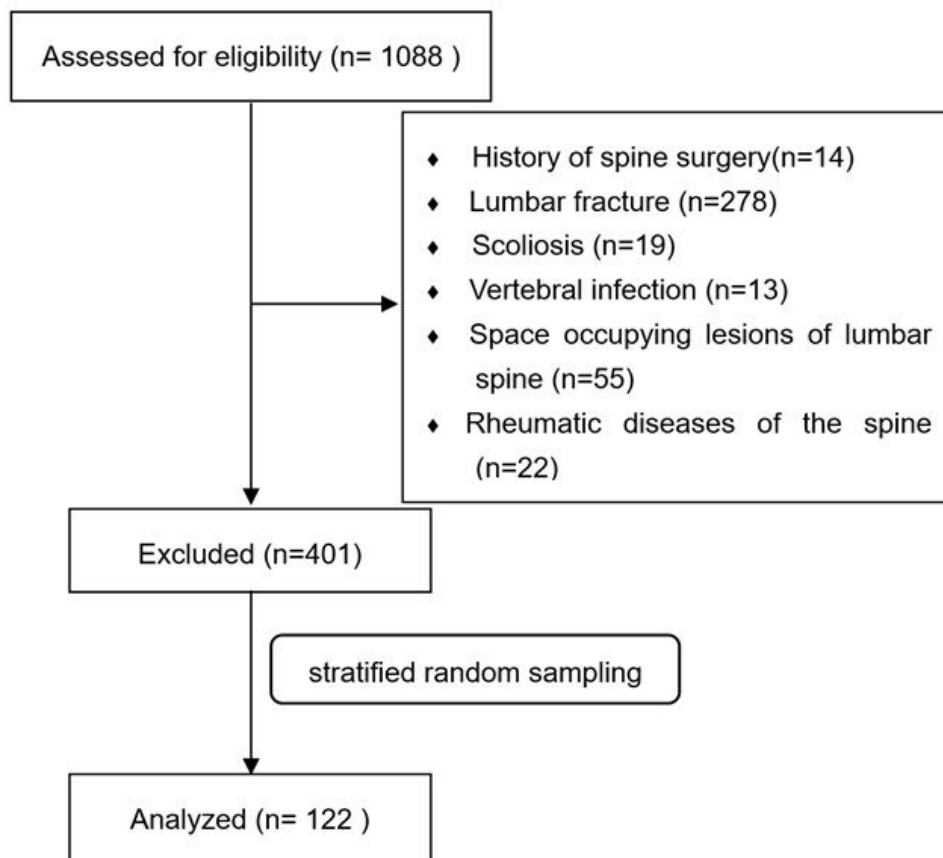 Assessed for eligibility (n= 1088 )
♦ History of spine surgery(n=14)
♦ Lumbar fracture (n=278)
♦ Scoliosis (n=19)
♦ Vertebral infection (n=13)
♦ Space occupying lesions of lumbar
spine (n=55)
♦ Rheumatic diseases of the spine
(n=22)
Excluded (n=401)
stratified random sampling
Analyzed (n= 122 )